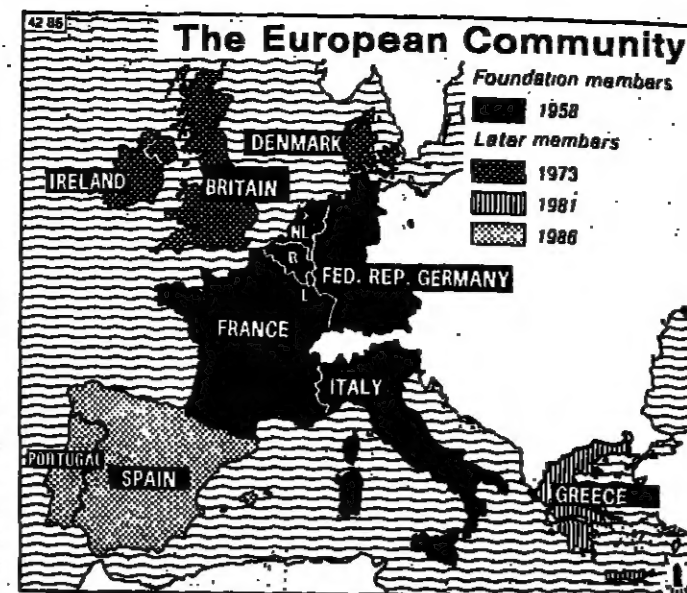 42 86
The European Community
Foundation members
1958
Later members
1973
1981
1986
DENMARK
IRELAND
BRITAIN
NL
L
FED. REP. GERMANY
FRANCE
ITALY
PORTUGAL
SPAIN
GREECE